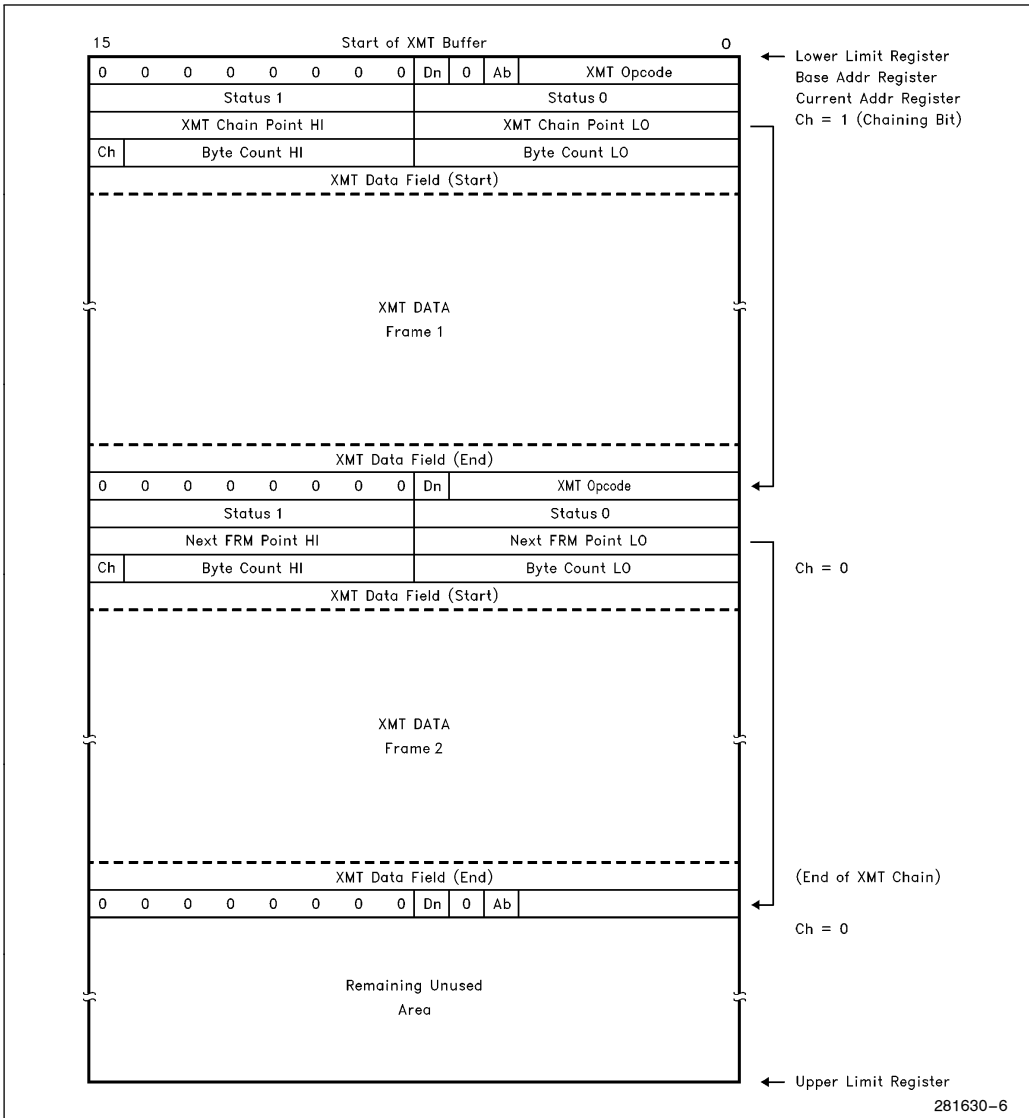 15 Start of XMT Buffer 0
Lower Limit Register
0 0 0 0 0 0 0 0 Dn 0 Ab XMT Opcode
Base Addr Register
Status 1 Status 0
Current Addr Register
XMT Chain Point HI XMT Chain Point LO
Ch = 1 (Chaining Bit)
Ch Byte Count HI Byte Count LO
XMT Data Field (Start)
XMT DATA
Frame 1
XMT Data Field (End)
0 0 0 0 0 0 0 0 Dn XMT Opcode
Status 1 Status 0
Next FRM Point HI Next FRM Point LO
Ch Byte Count HI Byte Count LO Ch = 0
XMT Data Field (Start)
XMT DATA
Frame 2
XMT Data Field (End) (End of XMT Chain)
0 0 0 0 0 0 0 0 Dn 0 Ab
Ch = 0
Remaining Unused
Area
Upper Limit Register
281630-6